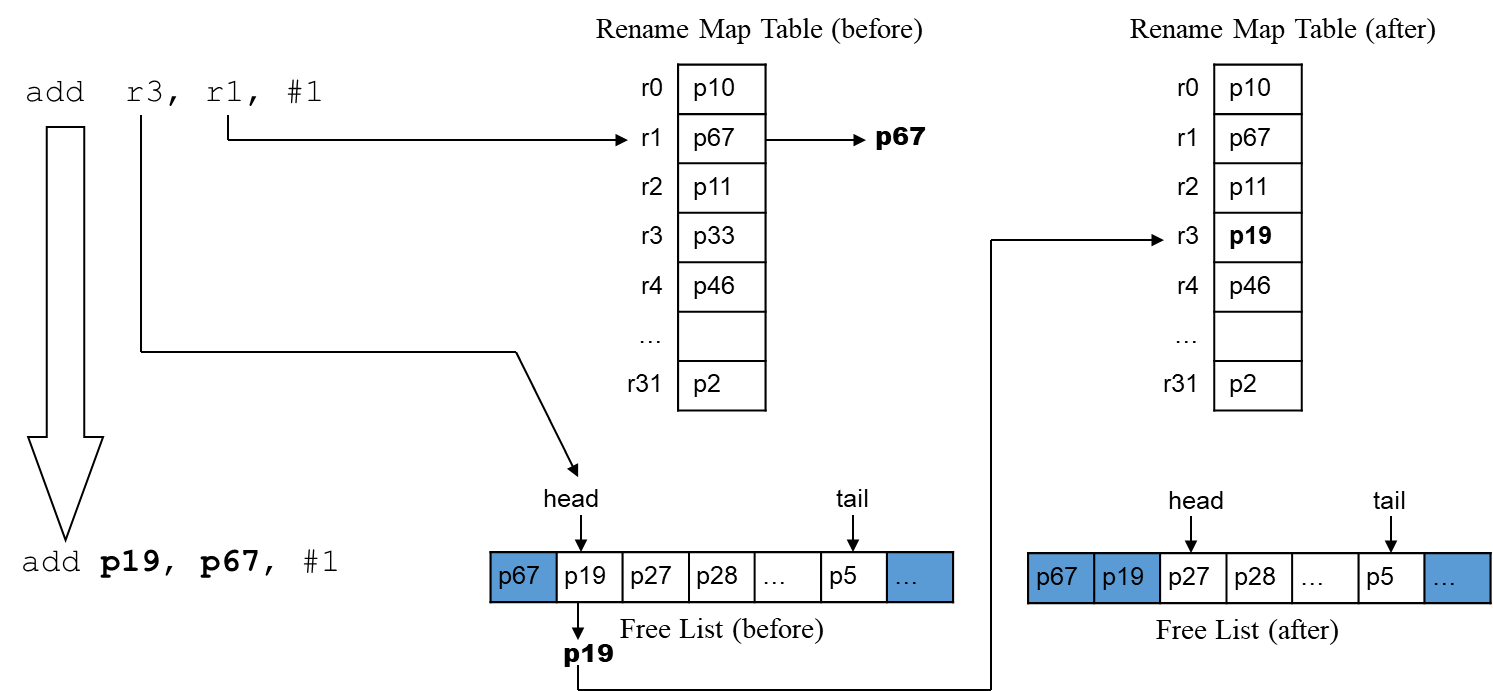 Rename Map Table (before)
Rename Map Table (after)
add r3, r1, #1
r0 p10
r1 p67
p67
r2 p11
r3 p33
r4 p46
...
r31 p2
r0 p10
r1 p67
r2 p11
r3 p19
r4 p46
...
r31 p2
add p19, p67, #1
head tail
p67 p19 p27 p28 ... p5 ...
Free List (before)
p19
head tail
p67 p19 p27 p28 ... p5 ...
Free List (after)